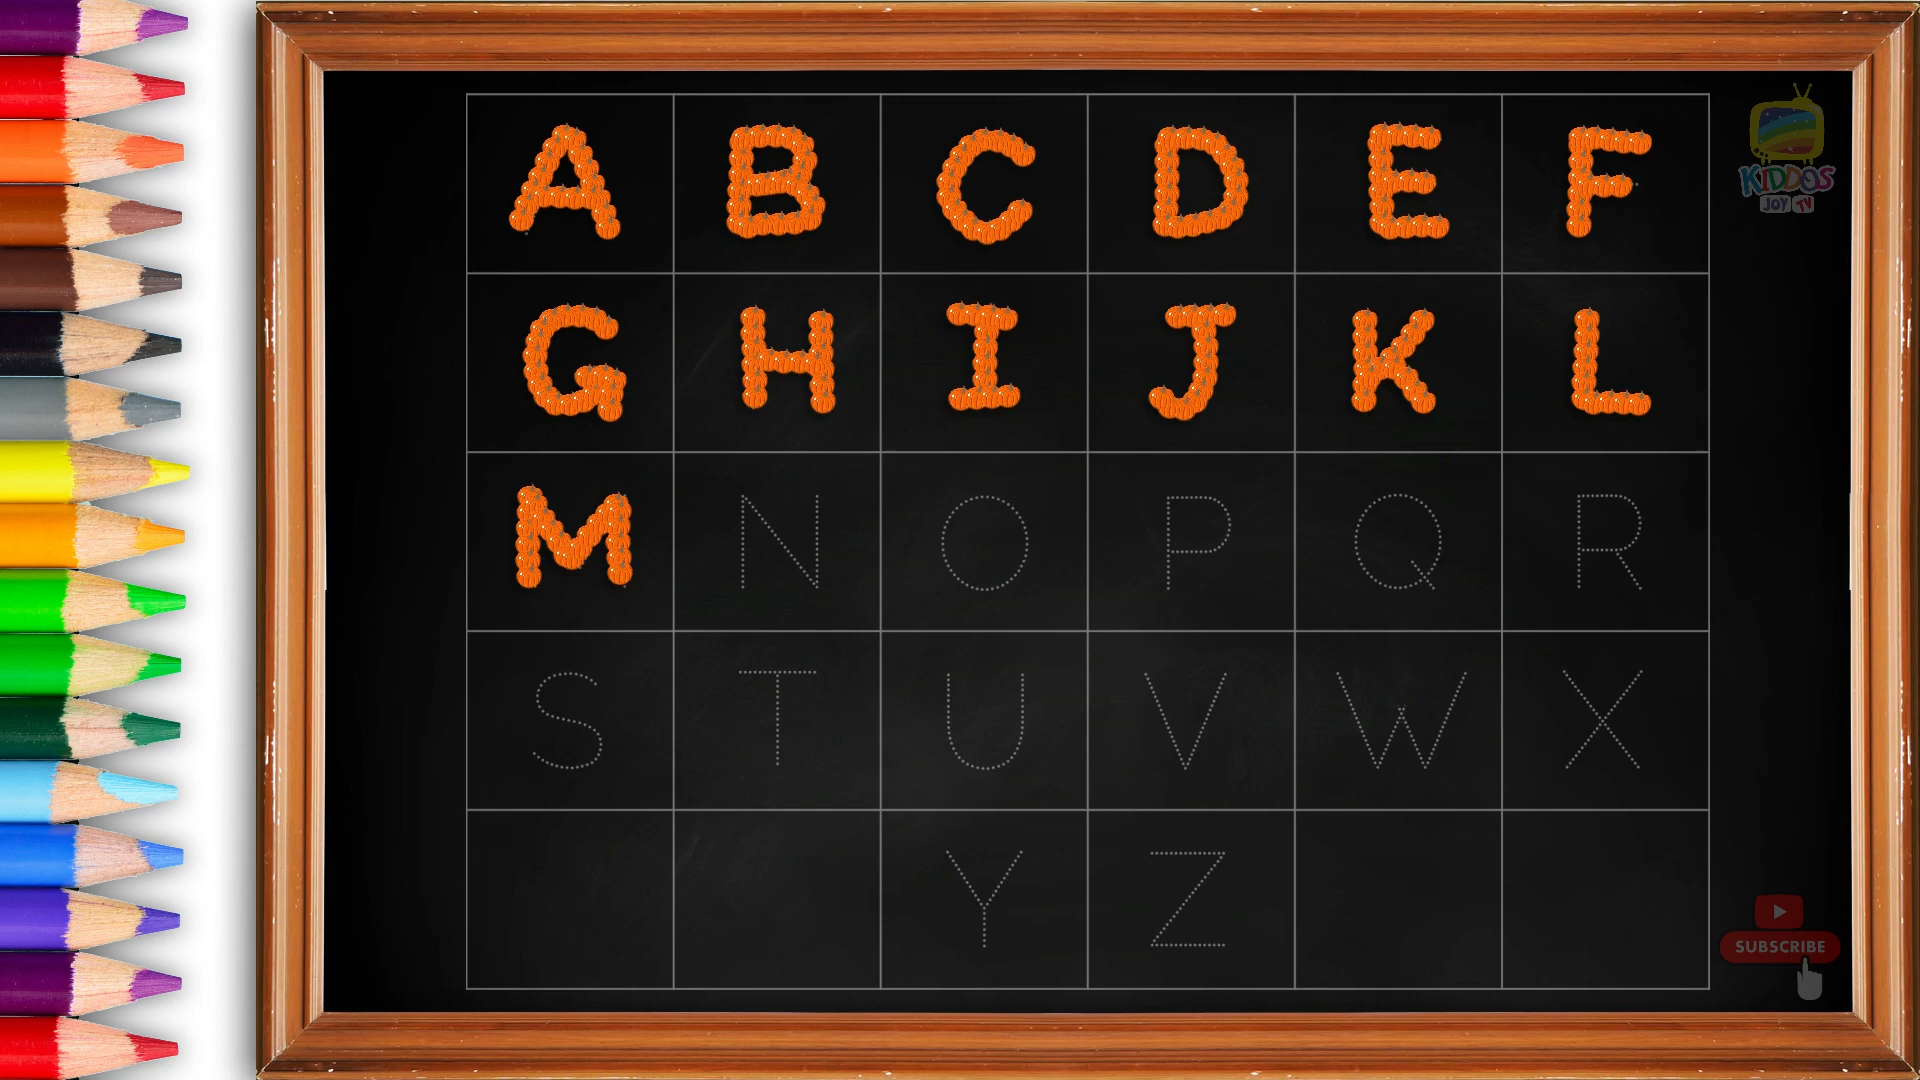 A B C D E F
G H I J K L
M N O P Q R
S T U V W X
Y Z
KIDDOS
JOY TV
SUBSCRIBE